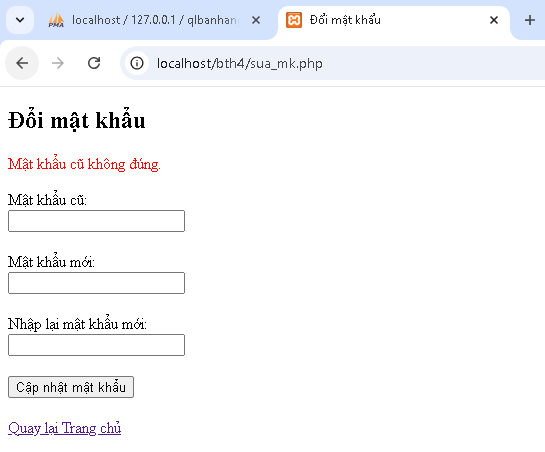 localhost / 127.0.0.1 / qlbanhan
Đổi mật khẩu
localhost/bth4/sua_mk.php
Đổi mật khẩu
Mật khẩu cũ không đúng.
Mật khẩu cũ:
Mật khẩu mới:
Nhập lại mật khẩu mới:
Cập nhật mật khẩu
Quay lại Trang chủ